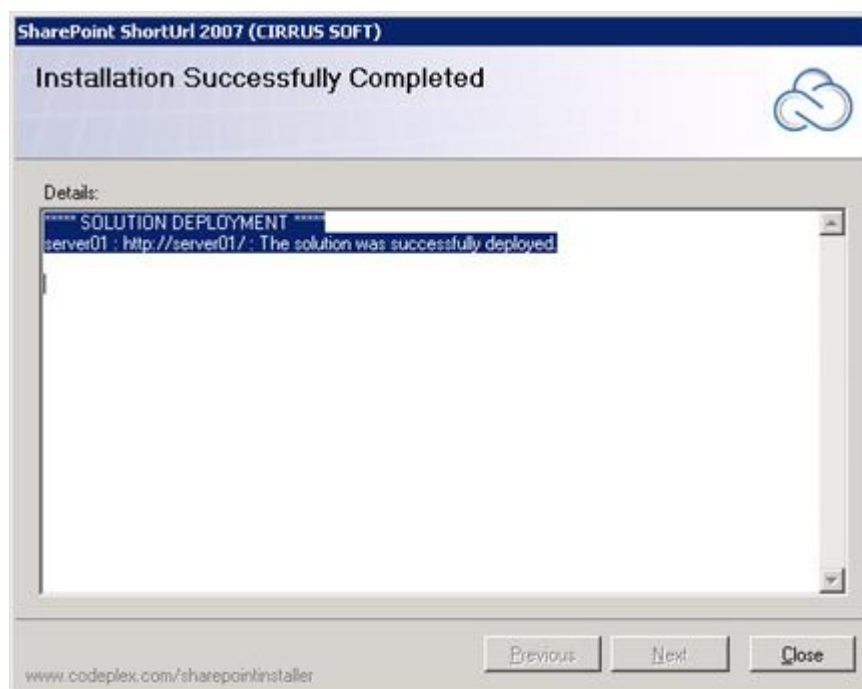 SharePoint ShortUrl 2007 (CIRRUS SOFT)
Installation Successfully Completed
Details:
***** SOLUTION DEPLOYMENT *****
server01 : http://server01/ : The solution was successfully deployed.
Previous
Next
Close
www.codeplex.com/sharepointinstaller